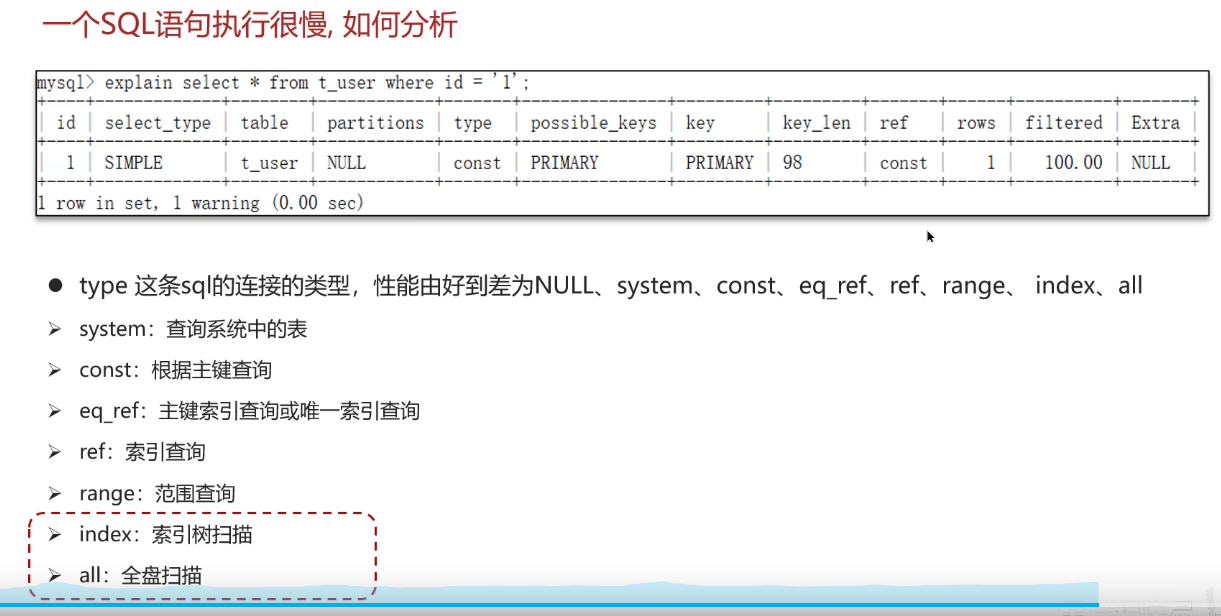 一个SQL语句执行很慢, 如何分析
mysql> explain select * from t_user where id = '1';
| id | select_type | table | partitions | type | possible_keys | key | key_len | ref | rows | filtered | Extra |
| 1 | SIMPLE | t_user | NULL | const | PRIMARY | PRIMARY | 98 | const | 1 | 100.00 | NULL |
1 row in set, 1 warning (0.00 sec)
● type 这条sql的连接的类型，性能由好到差为NULL、system、const、eq_ref、ref、range、 index、all
➢ system：查询系统中的表
➢ const：根据主键查询
➢ eq_ref：主键索引查询或唯一索引查询
➢ ref：索引查询
➢ range：范围查询
➢ index：索引树扫描
➢ all：全盘扫描